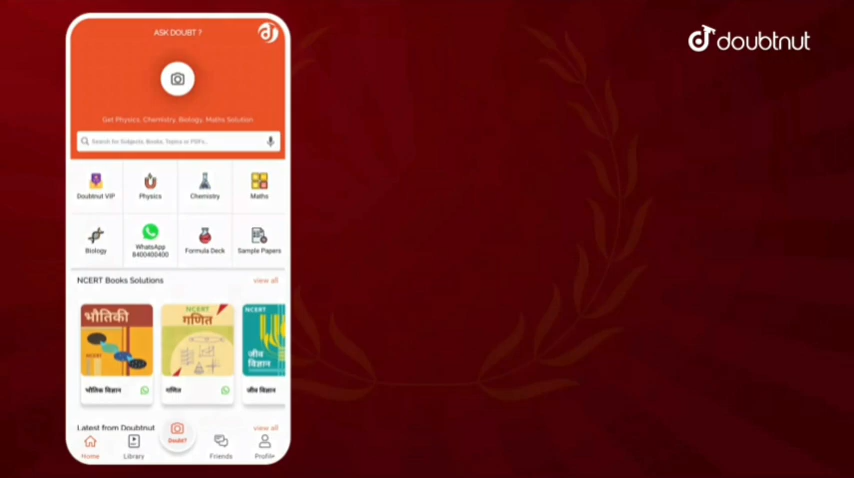 ASK DOUBT ?
doubtnut
Get Physics, Chemistry, Biology, Maths Solution
Search for Subjects, Books, Topics or PDFs..
Doubtnut VIP
Physics
Chemistry
Maths
Biology
WhatsApp
8400400400
Formula Deck
Sample Papers
NCERT Books Solutions
view all
भौतिकी
NCERT
भौतिक विज्ञान
NCERT
गणित
गणित
NCERT
जीव
विज्ञान
जीव विज्ञान
Latest from Doubtnut
view all
Home
Library
Doubt?
Friends
Profile